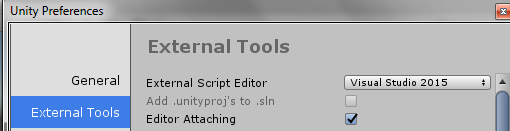 Unity Preferences
External Tools
General
External Script Editor Visual Studio 2015
Add .unityproj's to .sln
External Tools
Editor Attaching